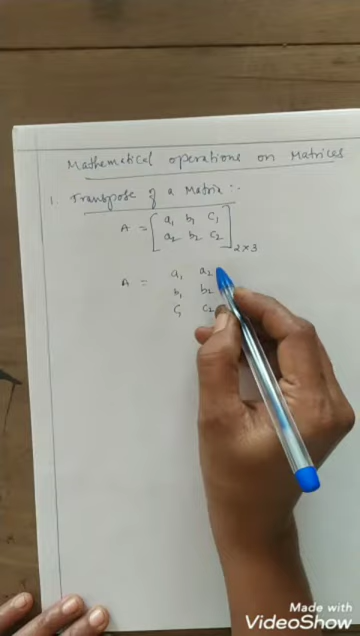 Mathematical operations on Matrices
1. Transpose of a Matrix :-
A = [ a₁ b₁ c₁
a₂ b₂ c₂ ] 2×3
A = a₁ a₂
b₁ b₂
c₁ c₂
Made with
VideoShow